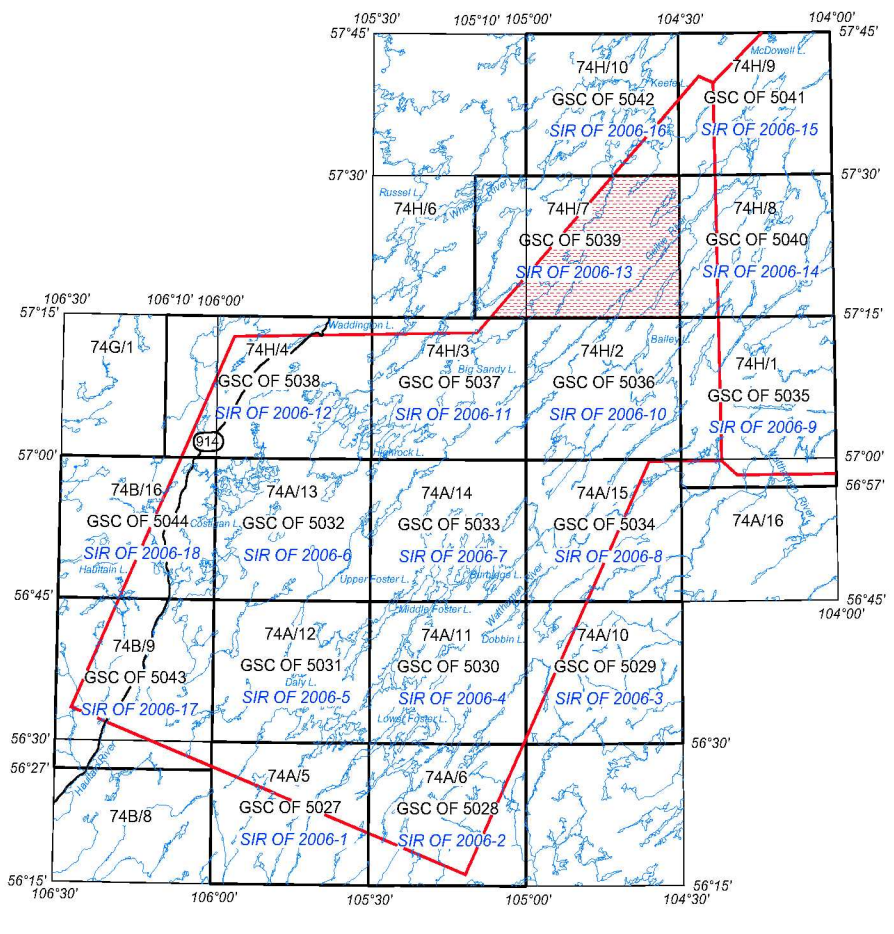 105°30' 105°10' 105°00' 104°30' 104°00'
57°45' 57°45'
McDowell L.
74H/10 Keefe L. 74H/9
GSC OF 5042 GSC OF 5041
SIR OF 2006-16 SIR OF 2006-15
57°30' 57°30'
Russel L. Wheeler River
74H/6 74H/7 74H/8
GSC OF 5039 Geikie River GSC OF 5040
SIR OF 2006-13 SIR OF 2006-14
106°30' 106°10' 106°00'
57°15' 57°15'
Waddington L.
74G/1 74H/4 74H/3 74H/2 Bailey L. 74H/1
Big Sandy L.
GSC OF 5038 GSC OF 5037 GSC OF 5036 GSC OF 5035
SIR OF 2006-12 SIR OF 2006-11 SIR OF 2006-10 SIR OF 2006-9
914
57°00' 57°00'
Highrock L.
56°57'
74B/16 74A/13 74A/14 74A/15 Wathaman River
GSC OF 5044 Costigan L. GSC OF 5032 GSC OF 5033 GSC OF 5034 74A/16
SIR OF 2006-18 SIR OF 2006-6 SIR OF 2006-7 SIR OF 2006-8
Haultain L. Upper Foster L. Burbidge L.
56°45' 56°45'
104°00'
Middle Foster L. Wathaman River
74B/9 74A/12 74A/11 Dobbin L. 74A/10
GSC OF 5043 GSC OF 5031 GSC OF 5030 GSC OF 5029
Daly L.
SIR OF 2006-17 SIR OF 2006-5 SIR OF 2006-4 SIR OF 2006-3
Lower Foster L.
56°30' 56°30'
56°27' Haultain River
74A/5 74A/6
74B/8 GSC OF 5027 GSC OF 5028
SIR OF 2006-1 SIR OF 2006-2
56°15' 56°15'
106°30' 106°00' 105°30' 105°00' 104°30'